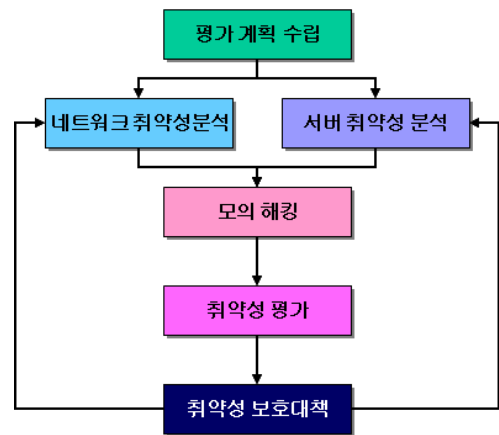 평가 계획 수립
네트워크 취약성분석
서버 취약성 분석
모의 해킹
취약성 평가
취약성 보호대책